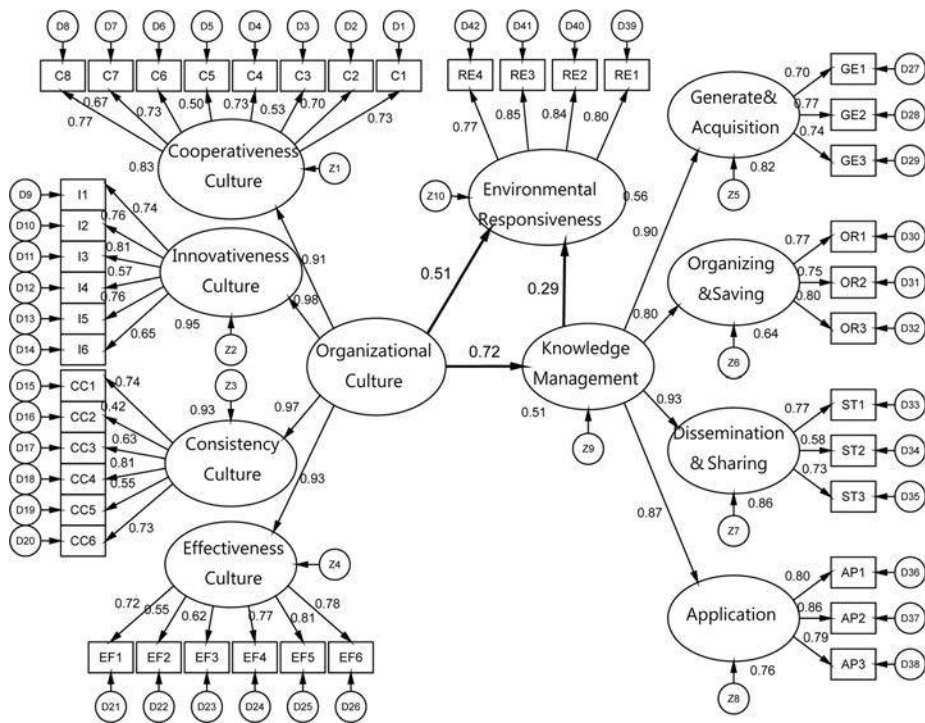 D8 D7 D6 D5 D4 D3 D2 D1
C8 C7 C6 C5 C4 C3 C2 C1
0.77 0.67 0.73 0.50 0.73 0.53 0.70 0.73
Cooperativeness
Culture
0.83
Z1
D42 D41 D40 D39
RE4 RE3 RE2 RE1
0.77 0.85 0.84 0.80
Environmental
Responsiveness
0.56
Z10
Generate&
Acquisition
0.82
Z5
0.70 GE1 D27
0.77 GE2 D28
0.74 GE3 D29
D9 I1 0.74
D10 I2 0.76
D11 I3 0.81
D12 I4 0.57
D13 I5 0.76
D14 I6 0.65
Innovativeness
Culture
0.95
Z2
0.91
0.98
0.51
0.29
0.90
0.80
Organizing
&Saving
0.64
Z6
0.77 OR1 D30
0.75 OR2 D31
0.80 OR3 D32
Organizational
Culture
0.72
Knowledge
Management
0.51
Z9
D15 CC1 0.74
D16 CC2 0.42
D17 CC3 0.63
D18 CC4 0.81
D19 CC5 0.55
D20 CC6 0.73
Z3
0.93
Consistency
Culture
0.97
0.93
0.93
Dissemination
& Sharing
0.86
Z7
0.77 ST1 D33
0.58 ST2 D34
0.73 ST3 D35
0.87
Effectiveness
Culture
Z4
0.72 0.55 0.62 0.77 0.81 0.78
EF1 EF2 EF3 EF4 EF5 EF6
D21 D22 D23 D24 D25 D26
Application
0.76
Z8
0.80 AP1 D36
0.86 AP2 D37
0.79 AP3 D38